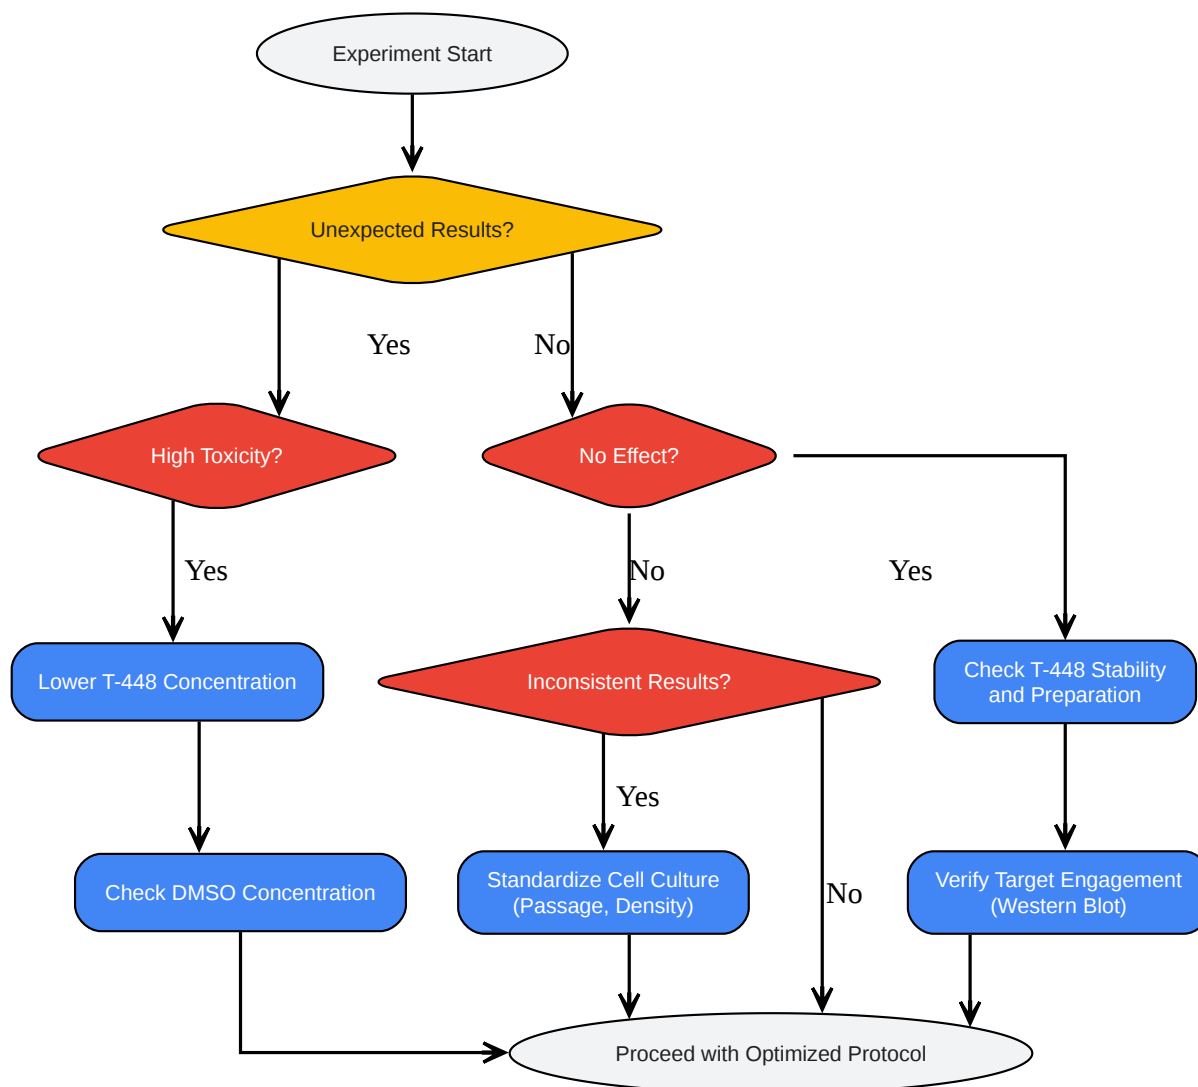 Experiment Start
Unexpected Results?
Yes
No
High Toxicity?
No Effect?
Yes
No
Yes
Lower T-448 Concentration
Inconsistent Results?
Check T-448 Stability
and Preparation
Yes
Check DMSO Concentration
Standardize Cell Culture
(Passage, Density)
No
Verify Target Engagement
(Western Blot)
Proceed with Optimized Protocol